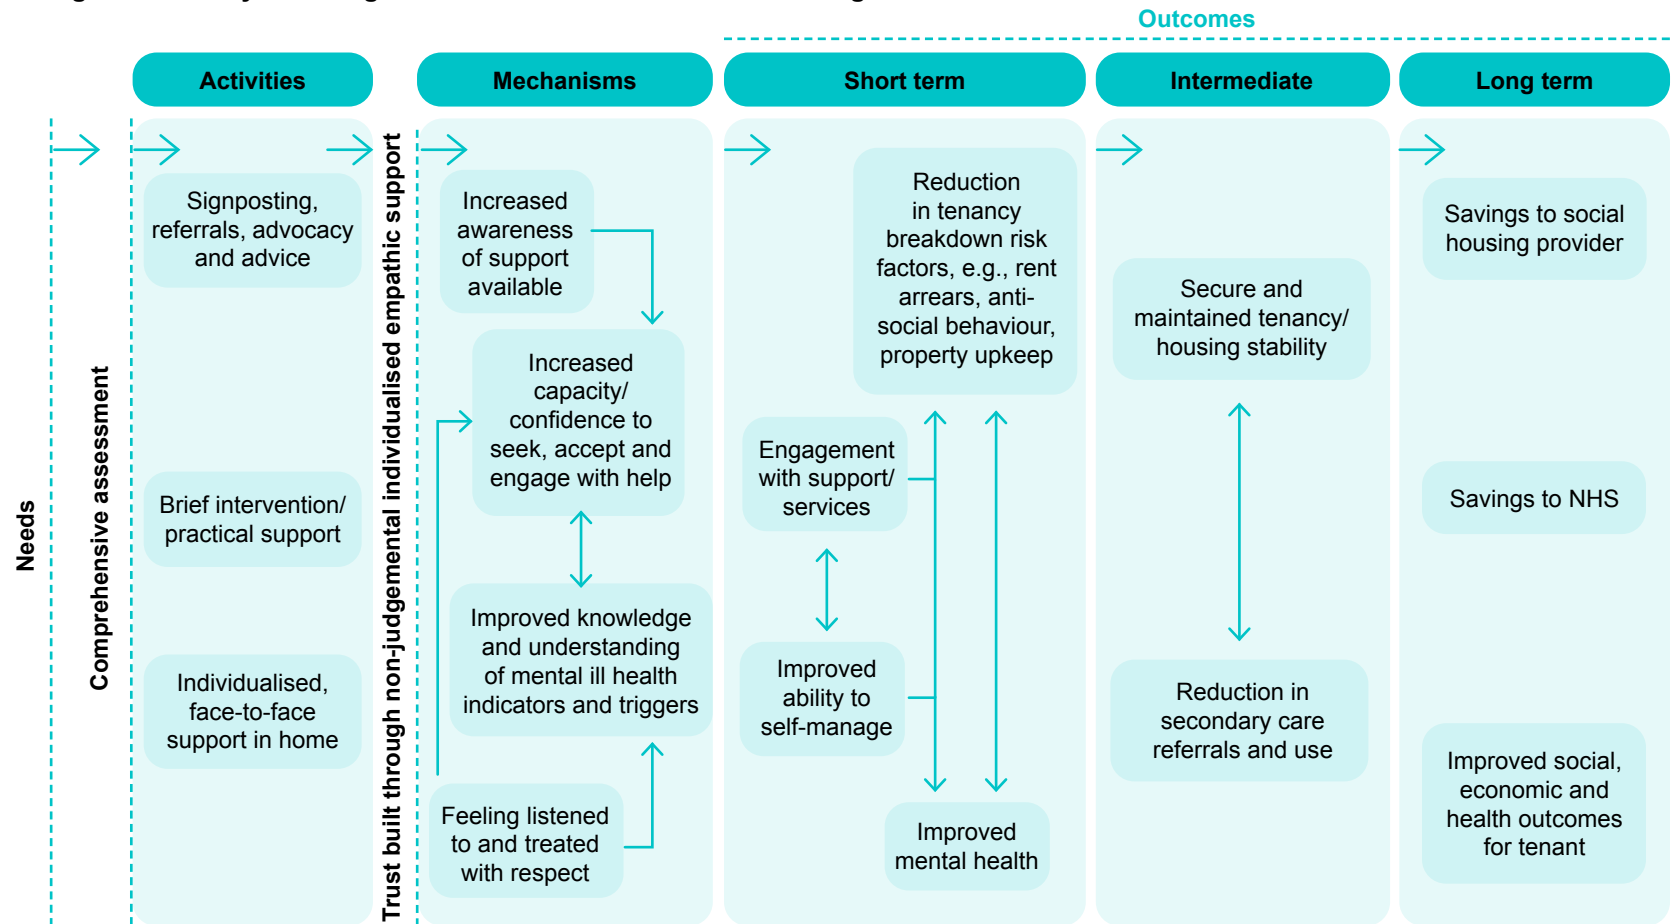 Outcomes
Activities
Mechanisms
Short term
Intermediate
Long term
Needs
Comprehensive assessment
Signposting,
referrals, advocacy
and advice
Brief intervention/
practical support
Individualised,
face-to-face
support in home
Trust built through non-judgemental individualised empathic support
Increased
awareness
of support
available
Increased
capacity/
confidence to
seek, accept and
engage with help
Improved knowledge
and understanding
of mental ill health
indicators and triggers
Feeling listened
to and treated
with respect
Reduction
in tenancy
breakdown risk
factors, e.g., rent
arrears, anti-
social behaviour,
property upkeep
Engagement
with support/
services
Improved
ability to
self-manage
Improved
mental health
Secure and
maintained tenancy/
housing stability
Reduction in
secondary care
referrals and use
Savings to social
housing provider
Savings to NHS
Improved social,
economic and
health outcomes
for tenant